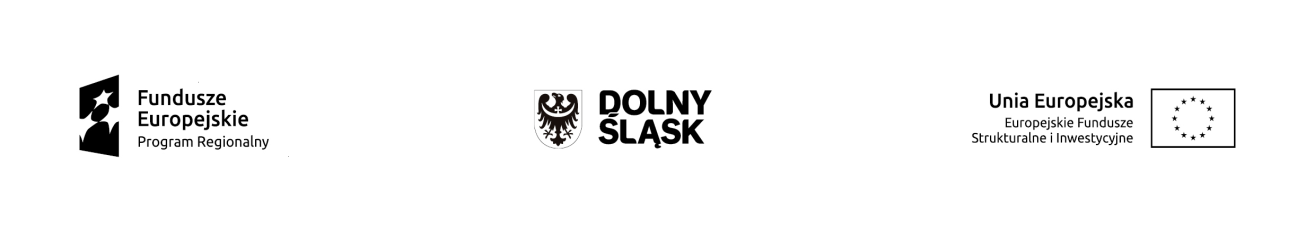 Fundusze
Europejskie
Program Regionalny
DOLNY
ŚLĄSK
Unia Europejska
Europejskie Fundusze
Strukturalne i Inwestycyjne